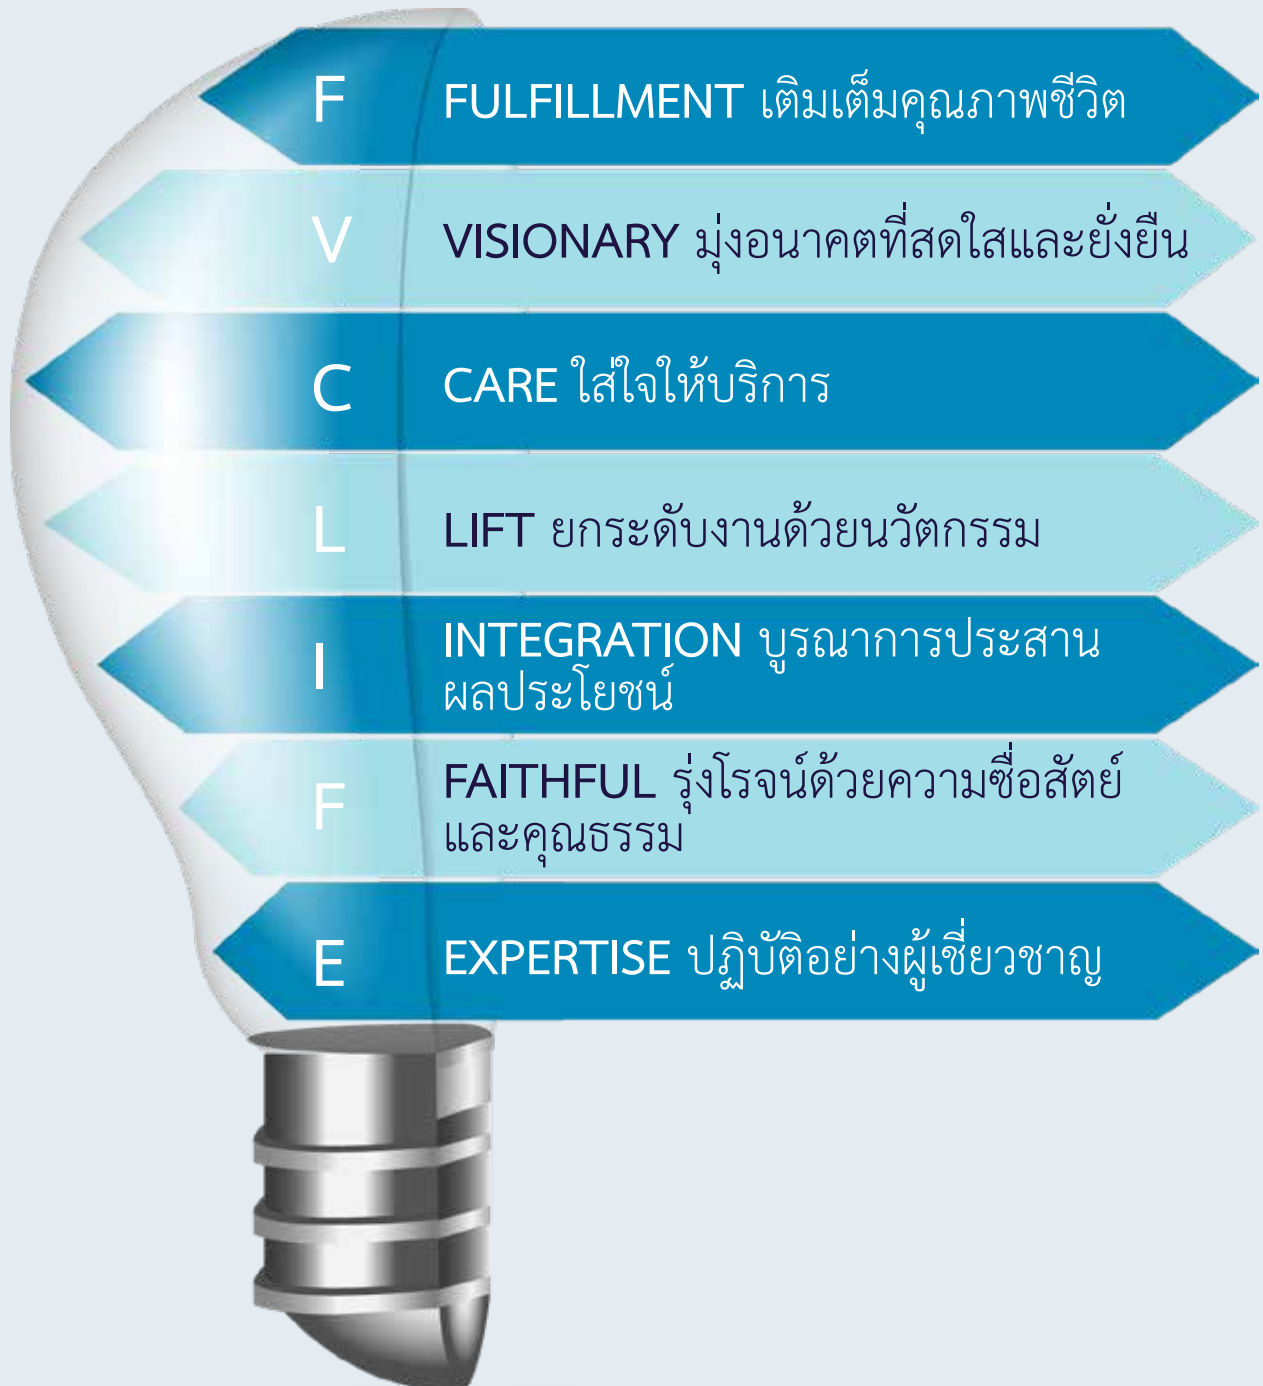 F FULFILLMENT เติมเต็มคุณภาพชีวิต
V VISIONARY มุ่งอนาคตที่สดใสและยั่งยืน
C CARE ใส่ใจให้บริการ
L LIFT ยกระดับงานด้วยนวัตกรรม
I INTEGRATION บูรณาการประสาน
ผลประโยชน์
F FAITHFUL รุ่งโรจน์ด้วยความซื่อสัตย์
และคุณธรรม
E EXPERTISE ปฏิบัติอย่างผู้เชี่ยวชาญ